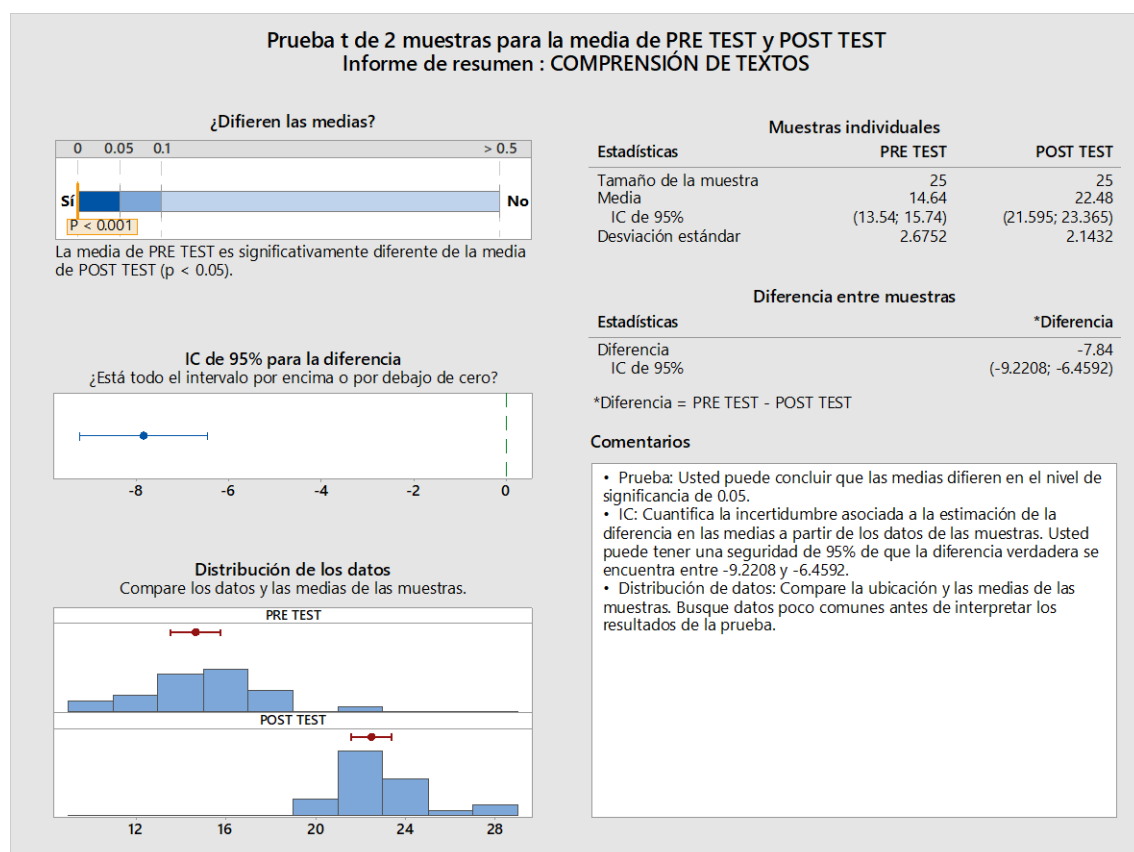 Prueba t de 2 muestras para la media de PRE TEST y POST TEST
Informe de resumen : COMPRENSIÓN DE TEXTOS
¿Difieren las medias?
0 0.05 0.1 > 0.5
Sí No
P < 0.001
La media de PRE TEST es significativamente diferente de la media
de POST TEST (p < 0.05).
IC de 95% para la diferencia
¿Está todo el intervalo por encima o por debajo de cero?
-8 -6 -4 -2 0
Distribución de los datos
Compare los datos y las medias de las muestras.
PRE TEST
POST TEST
12 16 20 24 28
Muestras individuales
Estadísticas PRE TEST POST TEST
Tamaño de la muestra 25 25
Media 14.64 22.48
IC de 95% (13.54; 15.74) (21.595; 23.365)
Desviación estándar 2.6752 2.1432
Diferencia entre muestras
Estadísticas *Diferencia
Diferencia -7.84
IC de 95% (-9.2208; -6.4592)
*Diferencia = PRE TEST - POST TEST
Comentarios
• Prueba: Usted puede concluir que las medias difieren en el nivel de
significancia de 0.05.
• IC: Cuantifica la incertidumbre asociada a la estimación de la
diferencia en las medias a partir de los datos de las muestras. Usted
puede tener una seguridad de 95% de que la diferencia verdadera se
encuentra entre -9.2208 y -6.4592.
• Distribución de datos: Compare la ubicación y las medias de las
muestras. Busque datos poco comunes antes de interpretar los
resultados de la prueba.